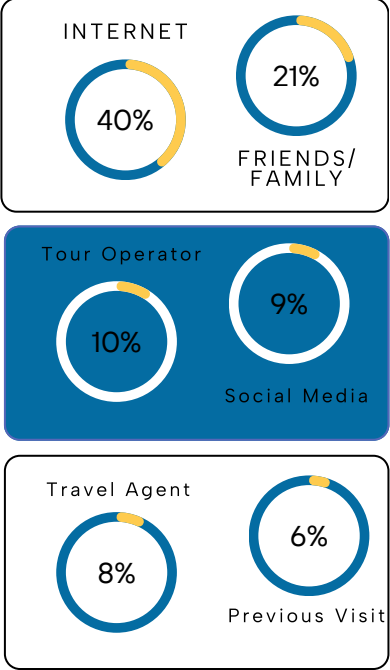 INTERNET
40%
21%
FRIENDS/
FAMILY
Tour Operator
10%
9%
Social Media
Travel Agent
8%
6%
Previous Visit